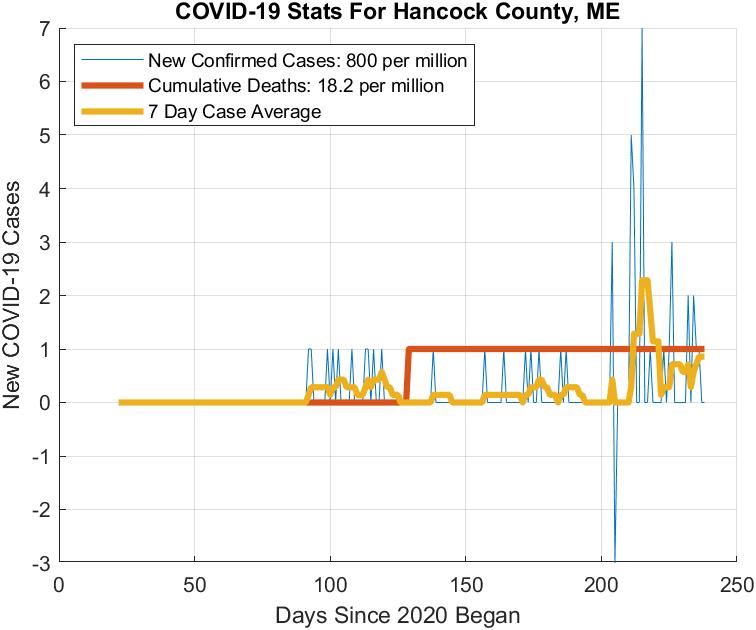 COVID-19 Stats For Hancock County, ME
New Confirmed Cases: 800 per million
Cumulative Deaths: 18.2 per million
7 Day Case Average
New COVID-19 Cases
7
6
5
4
3
2
1
0
-1
-2
-3
0 50 100 150 200 250
Days Since 2020 Began